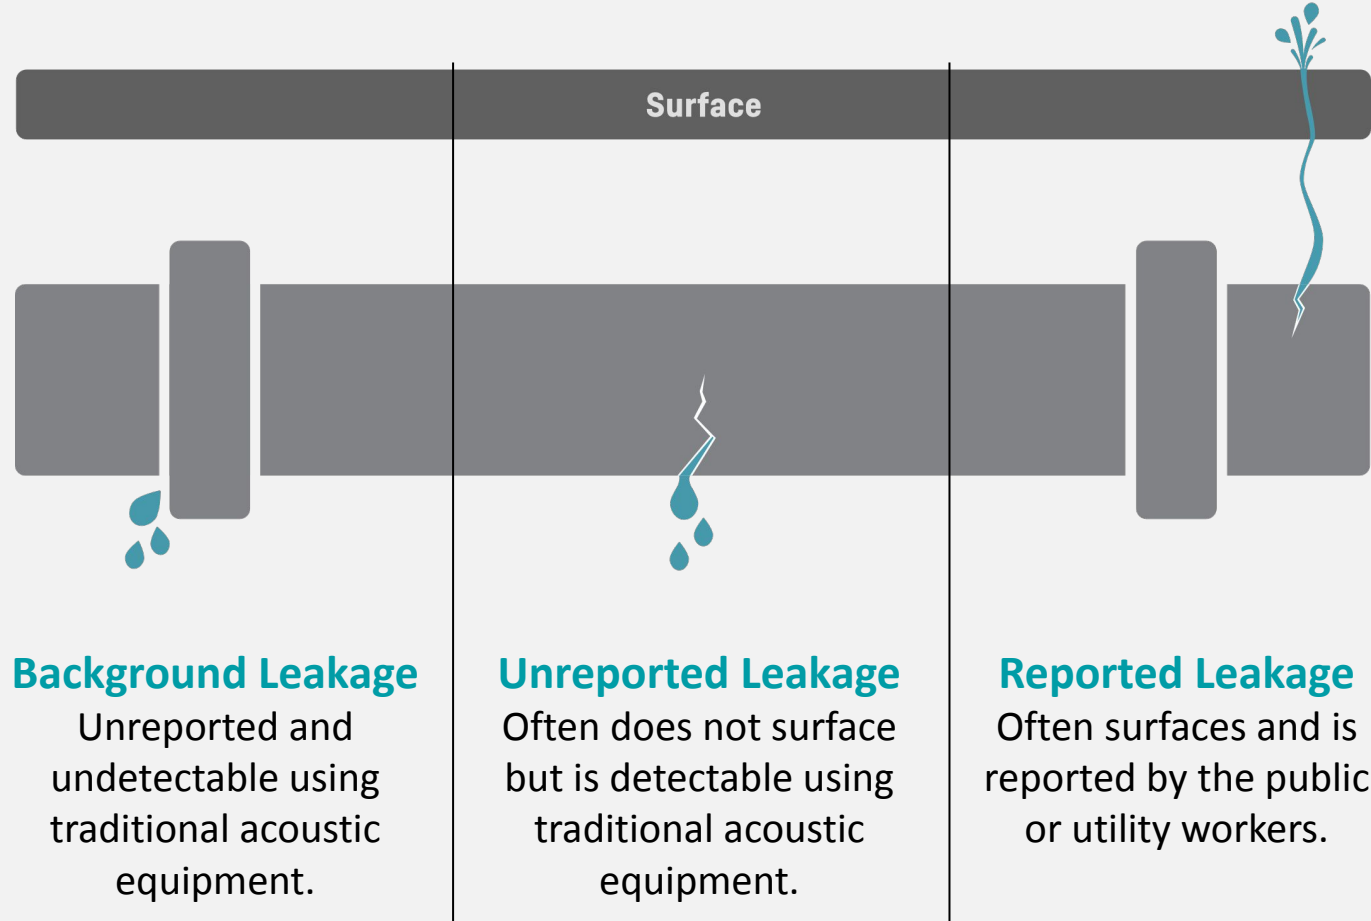 Surface
Background Leakage
Unreported and
undetectable using
traditional acoustic
equipment.
Unreported Leakage
Often does not surface
but is detectable using
traditional acoustic
equipment.
Reported Leakage
Often surfaces and is
reported by the public
or utility workers.